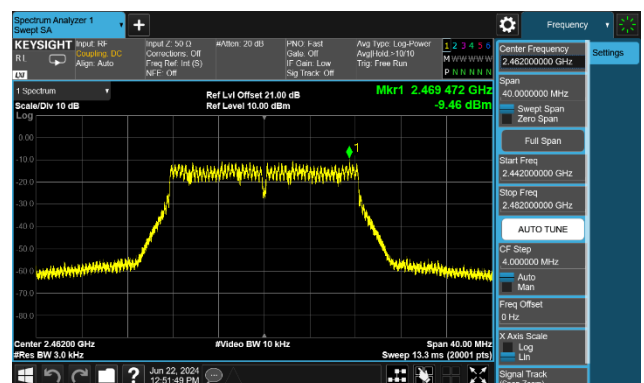 Spectrum Analyzer 1
Swept SA
Frequency
KEYSIGHT
RL
LXI
Input: RF
Coupling: DC
Align: Auto
Input Z: 50 Ω
Corrections: Off
Freq Ref: Int (S)
NFE: Off
#Atten: 20 dB
PNO: Fast
Gate: Off
IF Gain: Low
Sig Track: Off
Avg Type: Log-Power
Avg|Hold:>10/10
Trig: Free Run
1 2 3 4 5 6
M W W W W W
P N N N N N
1 Spectrum
Scale/Div 10 dB
Log
Ref Lvl Offset 21.00 dB
Ref Level 10.00 dBm
Mkr1 2.469 472 GHz
-9.46 dBm
1
0.00
-10.0
-20.0
-30.0
-40.0
-50.0
-60.0
-70.0
-80.0
Center 2.46200 GHz
#Res BW 3.0 kHz
#Video BW 10 kHz
Span 40.00 MHz
Sweep 13.3 ms (20001 pts)
?
Jun 22, 2024
12:51:49 PM
Center Frequency
2.462000000 GHz
Settings
Span
40.0000000 MHz
Swept Span
Zero Span
Full Span
Start Freq
2.442000000 GHz
Stop Freq
2.482000000 GHz
AUTO TUNE
CF Step
4.000000 MHz
Auto
Man
Freq Offset
0 Hz
X Axis Scale
Log
Lin
Signal Track